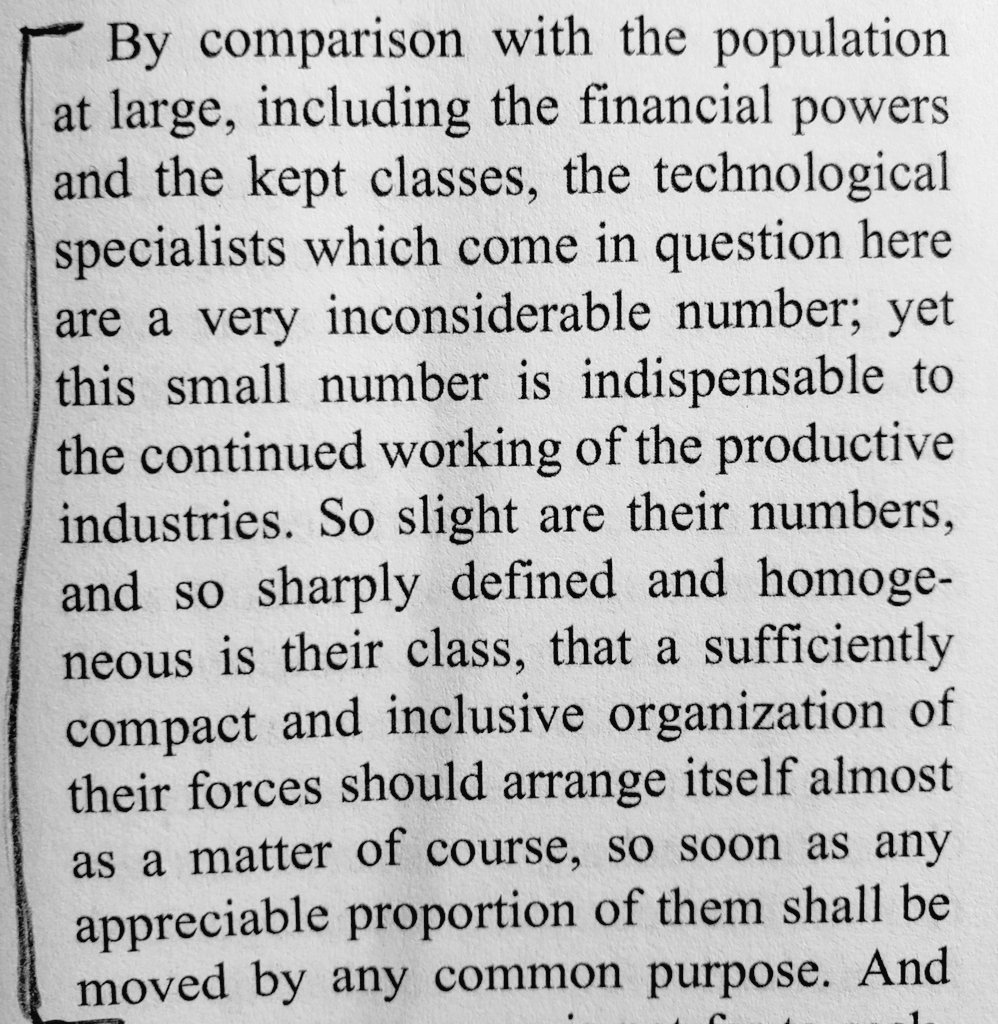 By comparison with the population
at large, including the financial powers
and the kept classes, the technological
specialists which come in question here
are a very inconsiderable number; yet
this small number is indispensable to
the continued working of the productive
industries. So slight are their numbers,
and so sharply defined and homoge-
neous is their class, that a sufficiently
compact and inclusive organization of
their forces should arrange itself almost
as a matter of course, so soon as any
appreciable proportion of them shall be
moved by any common purpose. And